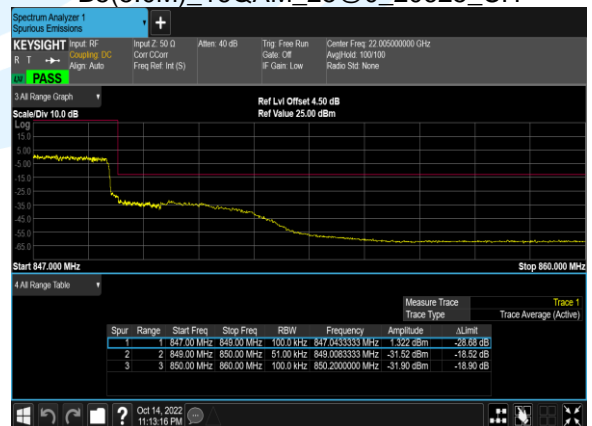 Spectrum Analyzer 1
Spurious Emissions
KEYSIGHT Input: RF Input Z: 50 Ω Atten: 40 dB Trig: Free Run Center Freq: 22.005000000 GHz
R T Coupling: DC Corr CCorr Gate: Off Avg|Hold: 100/100
Align: Auto Freq Ref: Int (S) IF Gain: Low Radio Std: None
PASS
3 All Range Graph Ref Lvl Offset 4.50 dB
Scale/Div 10.0 dB Ref Value 25.00 dBm
Log
15.0
5.00
-5.00
-15.0
-25.0
-35.0
-45.0
-55.0
-65.0
Start 847.000 MHz Stop 860.000 MHz
4 All Range Table
Measure Trace Trace 1
Trace Type Trace Average (Active)
Spur Range Start Freq Stop Freq RBW Frequency Amplitude ΔLimit
1 1 847.00 MHz 849.00 MHz 100.0 kHz 847.0433333 MHz 1.322 dBm -28.68 dB
2 2 849.00 MHz 850.00 MHz 51.00 kHz 849.0083333 MHz -31.52 dBm -18.52 dB
3 3 850.00 MHz 860.00 MHz 100.0 kHz 850.2000000 MHz -31.90 dBm -18.90 dB
Oct 14, 2022
11:13:16 PM